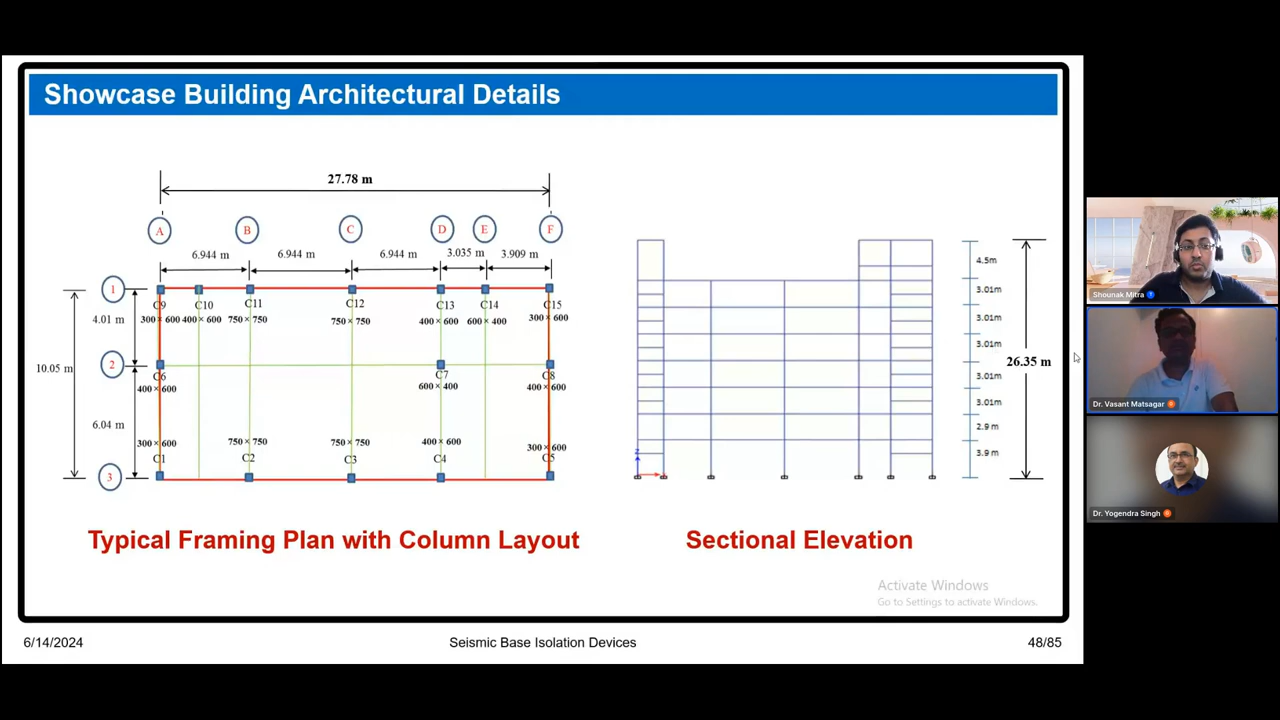 Showcase Building Architectural Details
27.78 m
A B C D E F
6.944 m 6.944 m 6.944 m 3.035 m 3.909 m
1
C9 C10 C11 C12 C13 C14 C15
300×600 400×600 750×750 750×750 400×600 600×400 300×600
4.01 m
2
10.05 m
C6 C7 C8
400×600 600×400 400×600
6.04 m
300×600 750×750 750×750 400×600 300×600
C1 C2 C3 C4 C5
3
4.5m
3.01m
3.01m
3.01m
26.35 m
3.01m
3.01m
2.9 m
3.9 m
Z
Typical Framing Plan with Column Layout
Sectional Elevation
Activate Windows
Go to Settings to activate Windows.
6/14/2024
Seismic Base Isolation Devices
48/85
Shounak Mitra
Dr. Vasant Matsagar
Dr. Yogendra Singh